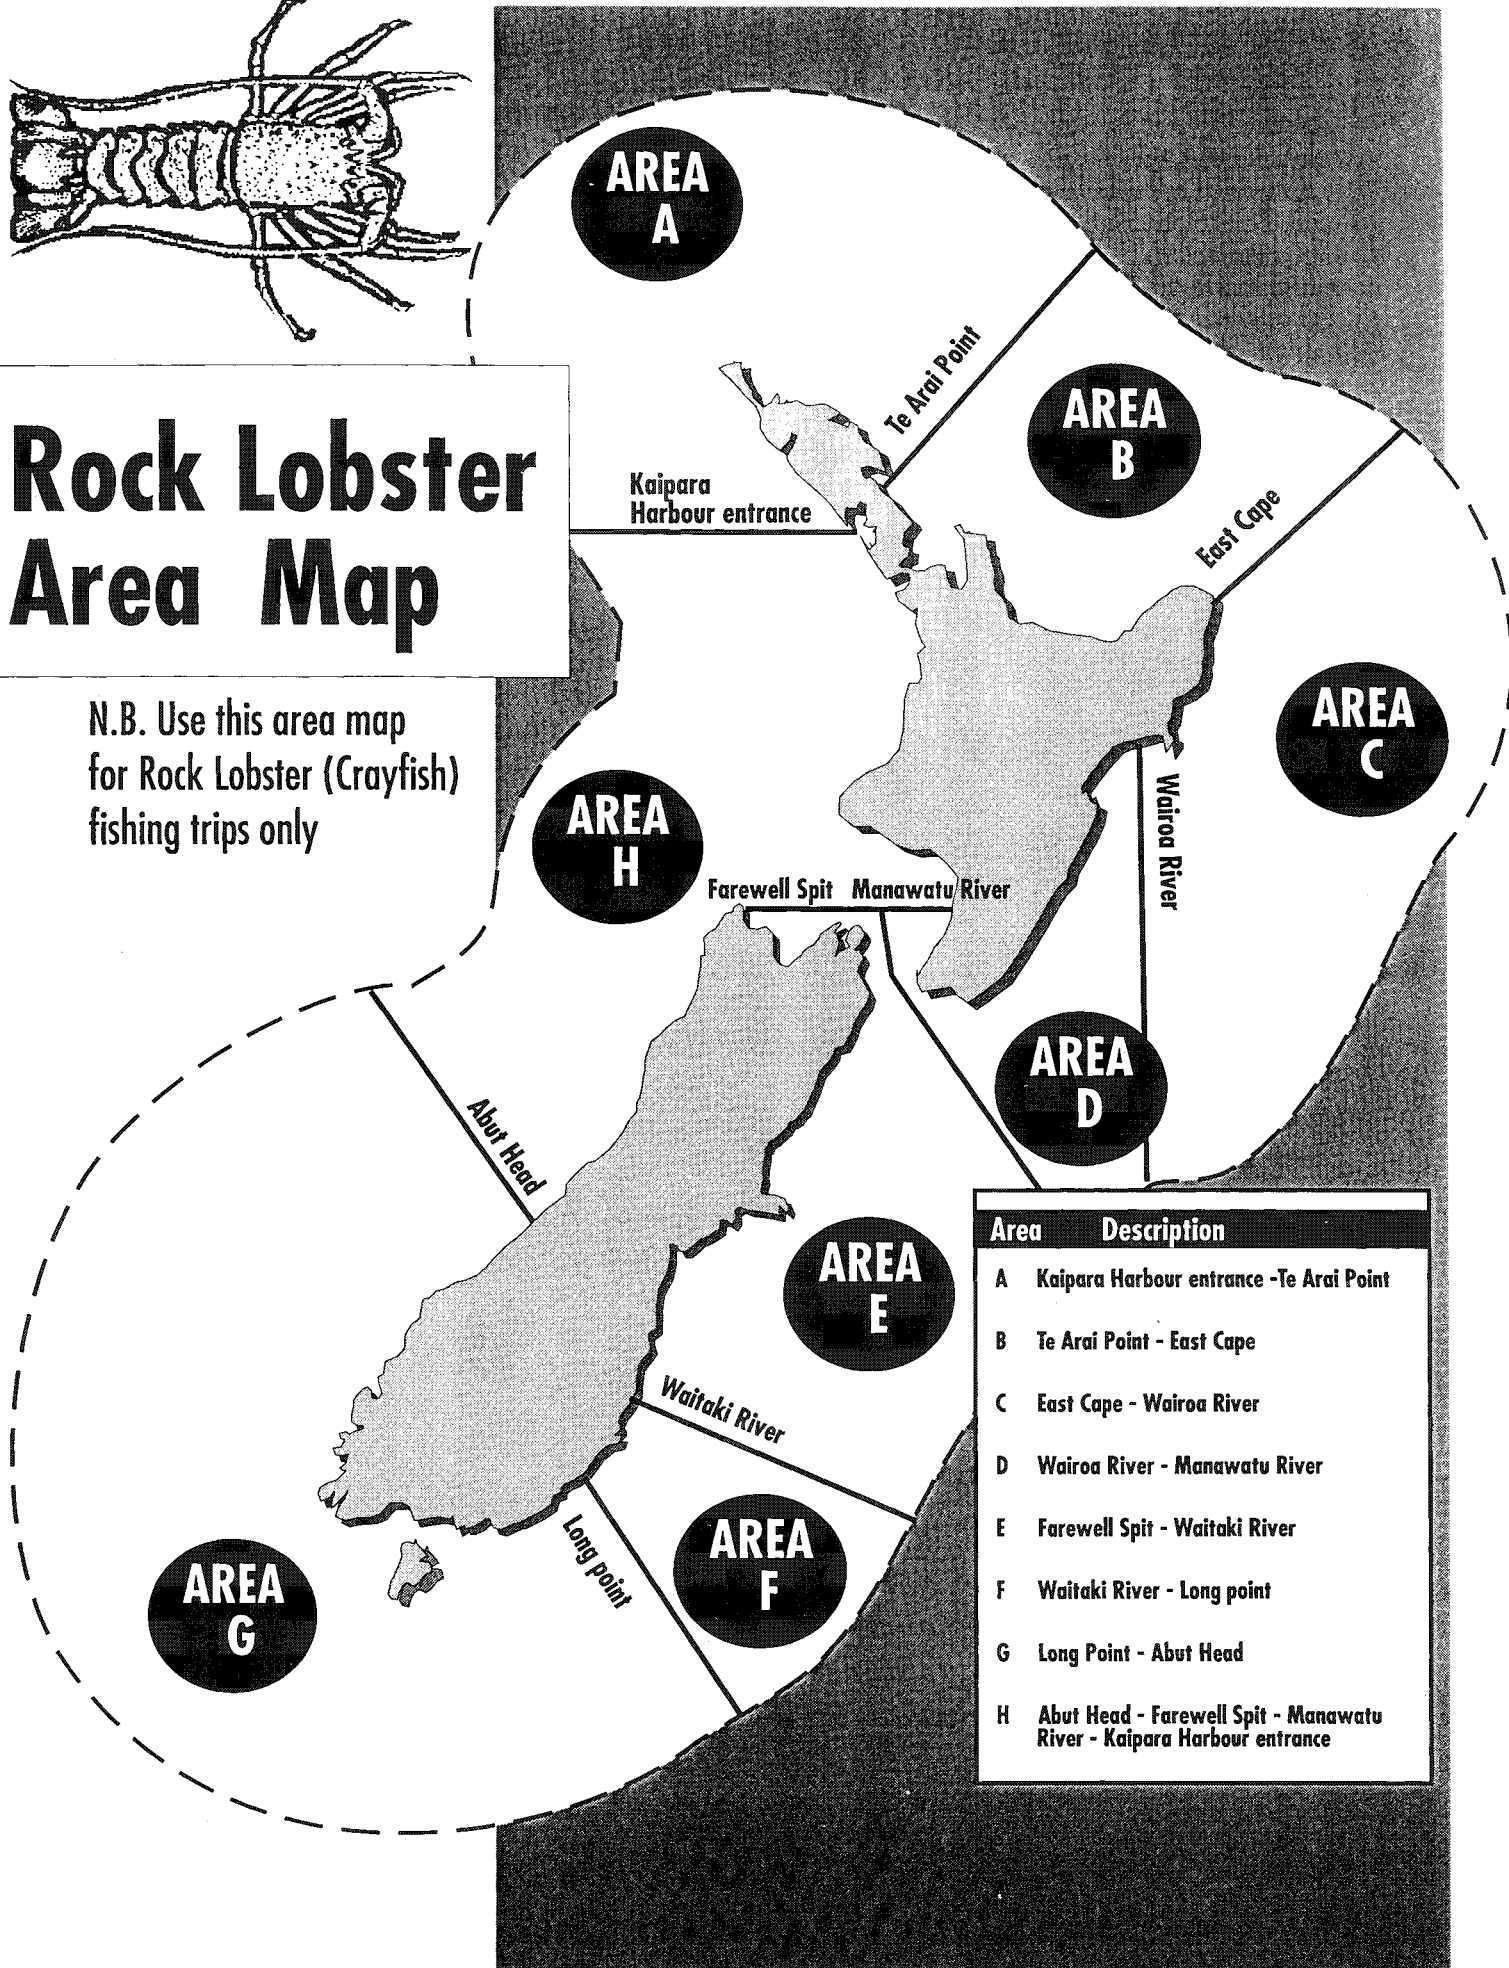 AREA
A
Te Arai Point
Rock Lobster
Area Map
AREA
B
Kaipara
Harbour entrance
East Cape
N.B. Use this area map
for Rock Lobster (Crayfish)
fishing trips only
AREA
C
AREA
H
Wairoa River
Farewell Spit Manawatu River
AREA
D
Abut Head
AREA
E
Waitaki River
AREA
F
Long point
AREA
G
Area Description
A Kaipara Harbour entrance -Te Arai Point
B Te Arai Point - East Cape
C East Cape - Wairoa River
D Wairoa River - Manawatu River
E Farewell Spit - Waitaki River
F Waitaki River - Long point
G Long Point - Abut Head
H Abut Head - Farewell Spit - Manawatu
River - Kaipara Harbour entrance